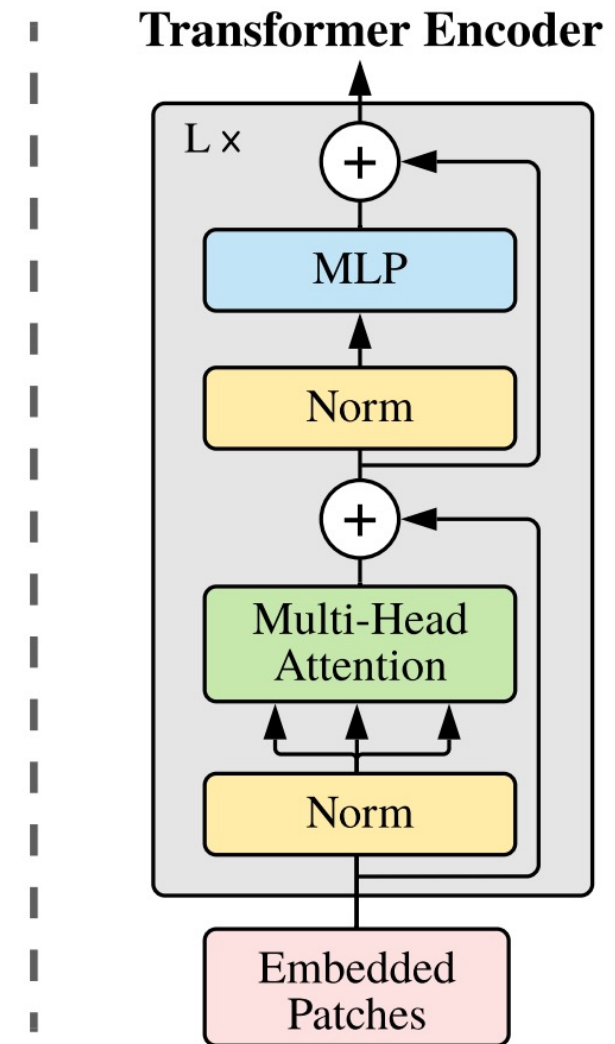 Transformer Encoder
L ×
+
MLP
Norm
+
Multi-Head
Attention
Norm
Embedded
Patches